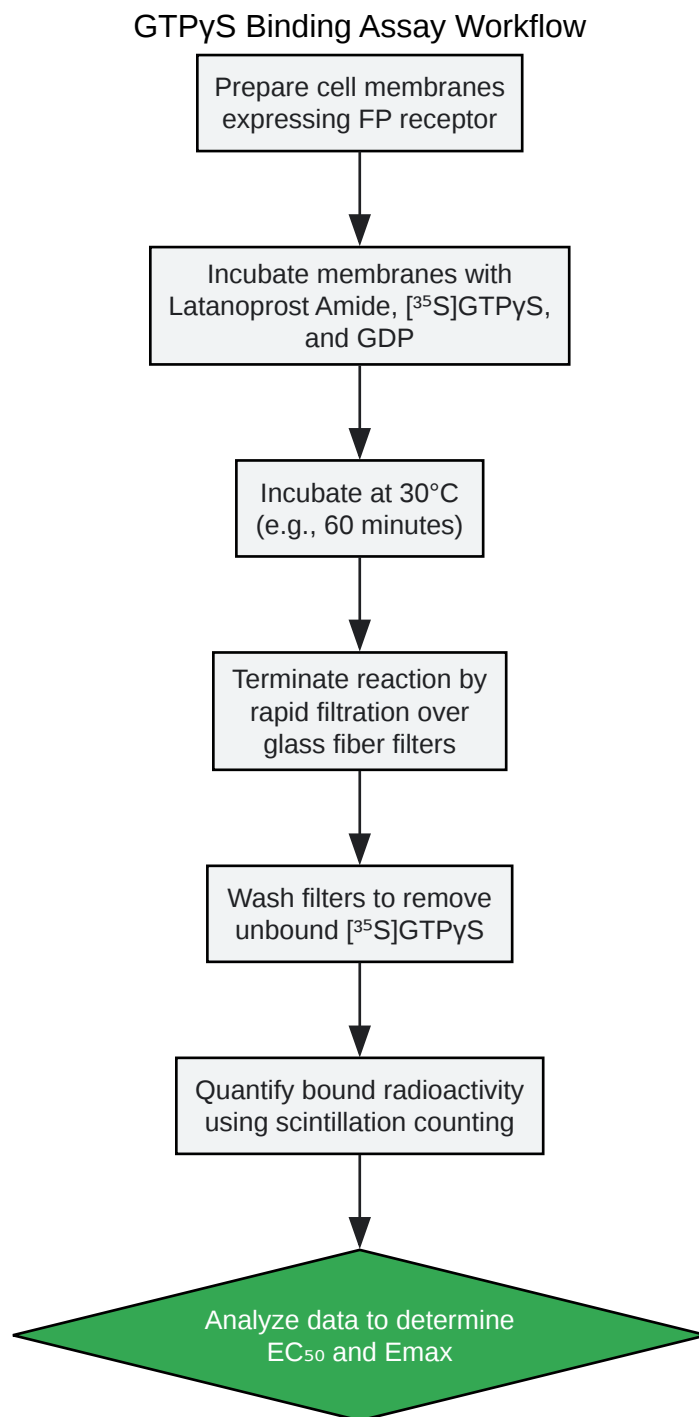 GTPγS Binding Assay Workflow
Prepare cell membranes
expressing FP receptor
Incubate membranes with
Latanoprost Amide, [³⁵S]GTPγS,
and GDP
Incubate at 30°C
(e.g., 60 minutes)
Terminate reaction by
rapid filtration over
glass fiber filters
Wash filters to remove
unbound [³⁵S]GTPγS
Quantify bound radioactivity
using scintillation counting
Analyze data to determine
EC₅₀ and Emax